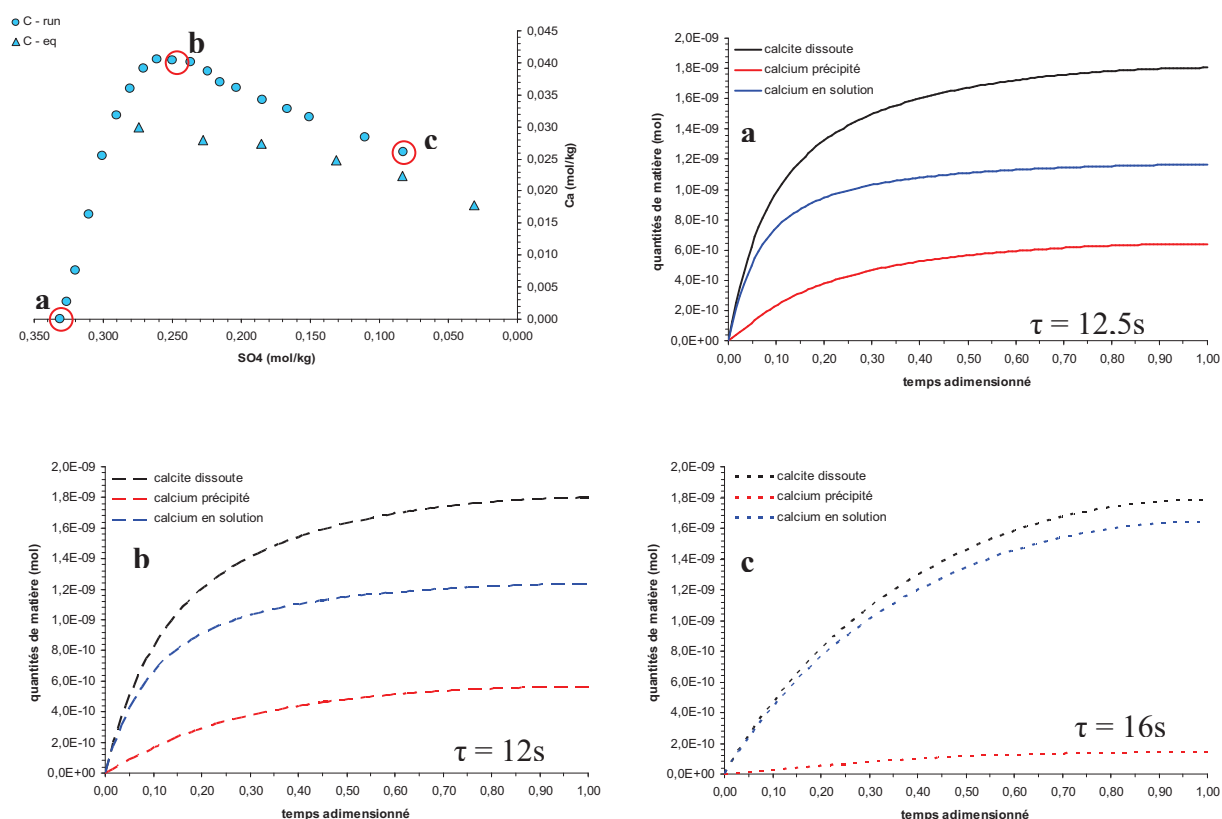 C - run
C - eq
a
b
c
0,045
0,040
0,035
0,030
0,025
0,020
0,015
0,010
0,005
0,000
Ca (mol/kg)
0,350 0,300 0,250 0,200 0,150 0,100 0,050 0,000
SO4 (mol/kg)
calcite dissoute
calcium précipité
calcium en solution
a
2,0E-09
1,8E-09
1,6E-09
1,4E-09
1,2E-09
1,0E-09
8,0E-10
6,0E-10
4,0E-10
2,0E-10
0,0E+00
quantités de matière (mol)
τ = 12.5s
0,00 0,10 0,20 0,30 0,40 0,50 0,60 0,70 0,80 0,90 1,00
temps adimensionné
calcite dissoute
calcium précipité
calcium en solution
b
2,0E-09
1,8E-09
1,6E-09
1,4E-09
1,2E-09
1,0E-09
8,0E-10
6,0E-10
4,0E-10
2,0E-10
0,0E+00
quantités de matière (mol)
τ = 12s
0,00 0,10 0,20 0,30 0,40 0,50 0,60 0,70 0,80 0,90 1,00
temps adimensionné
calcite dissoute
calcium précipité
calcium en solution
c
2,0E-09
1,8E-09
1,6E-09
1,4E-09
1,2E-09
1,0E-09
8,0E-10
6,0E-10
4,0E-10
2,0E-10
0,0E+00
quantités de matière (mol)
τ = 16s
0,00 0,10 0,20 0,30 0,40 0,50 0,60 0,70 0,80 0,90 1,00
temps adimensionné